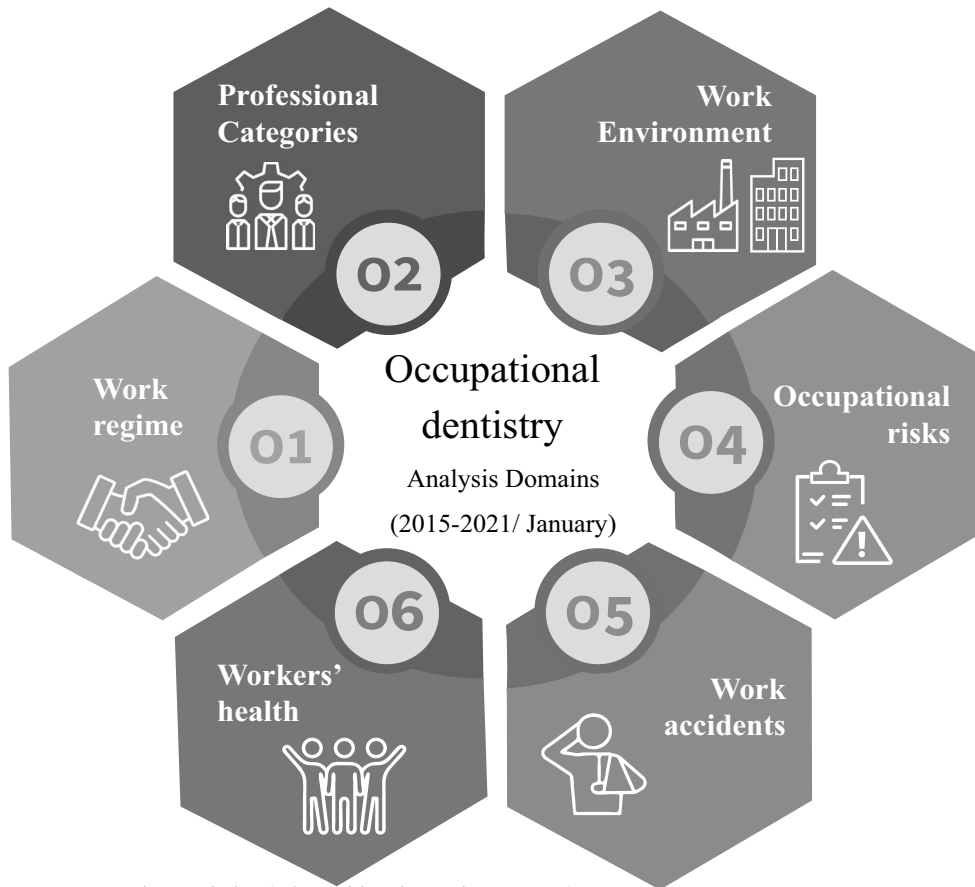 Occupational
dentistry
Analysis Domains
(2015-2021/ January)
01
Work
regime
02
Professional
Categories
03
Work
Environment
04
Occupational
risks
05
Work
accidents
06
Workers’
health